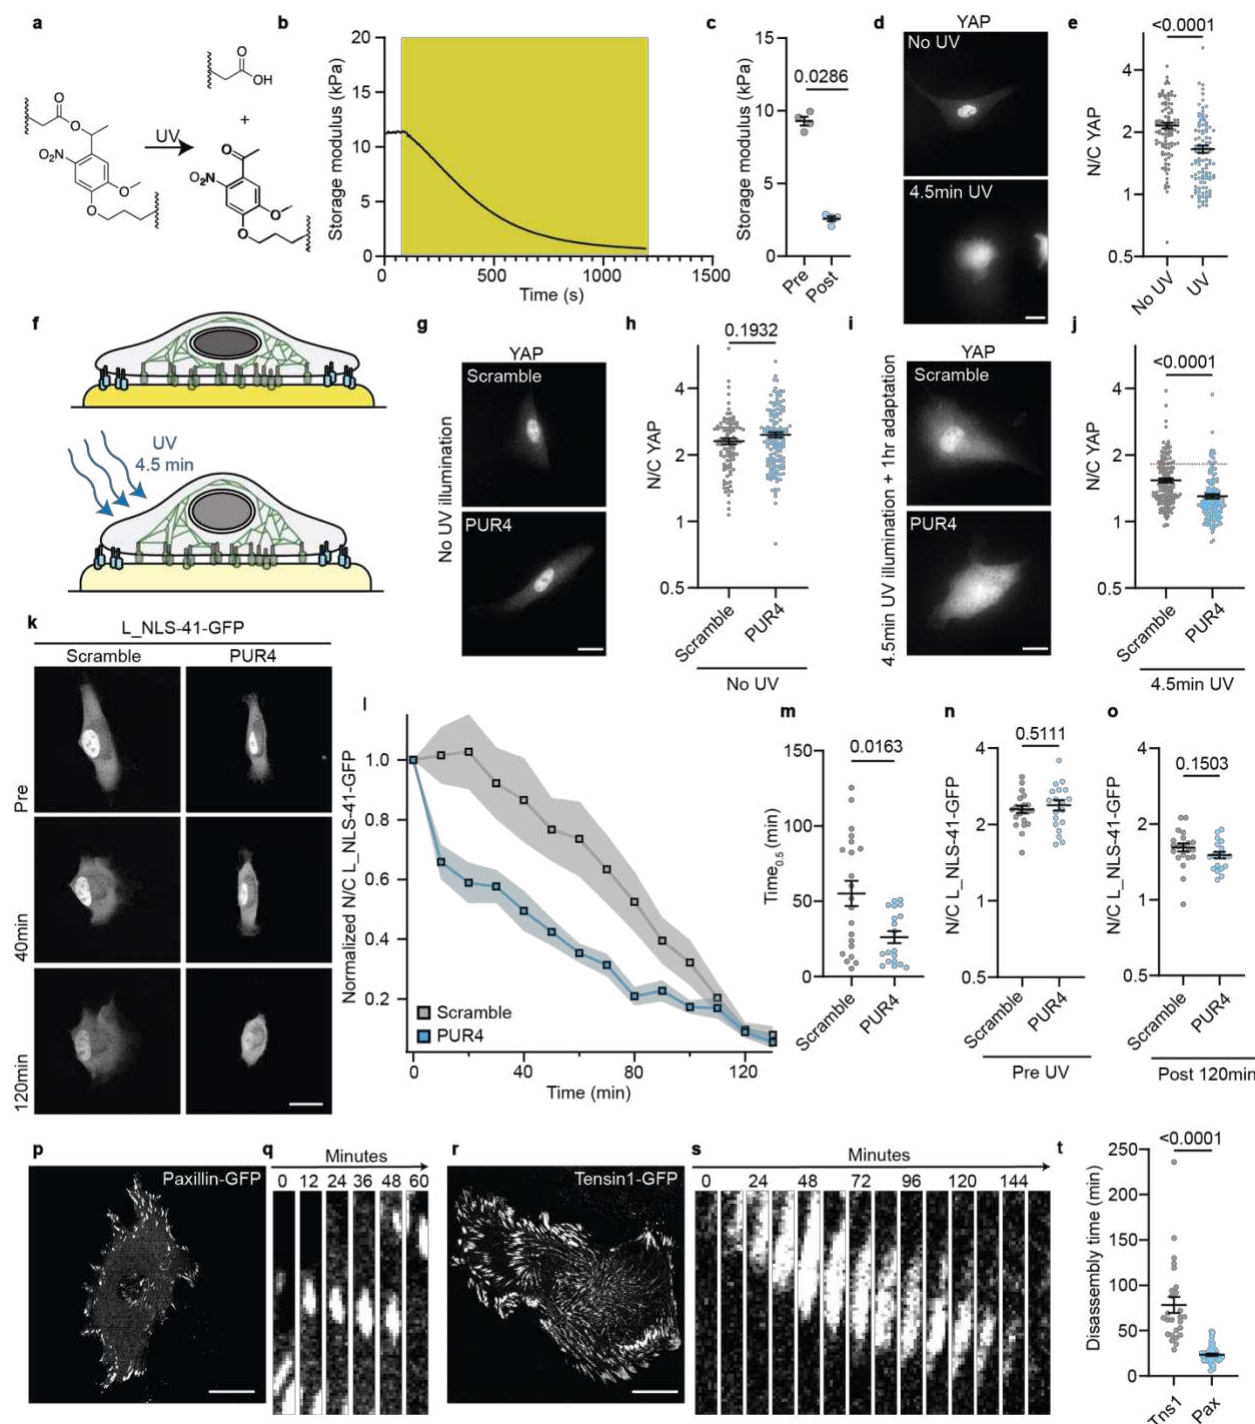 a
O
OH
O
O
UV
+
O
O₂N
O₂N
O
O
O
O
b
Storage modulus (kPa)
20
15
10
5
0
0
500
1000
1500
Time (s)
c
Storage modulus (kPa)
15
10
5
0
0.0286
Pre
Post
d
YAP
No UV
4.5min UV
e
<0.0001
N/C YAP
4
2
1
0.5
No UV
UV
f
UV
4.5 min
g
YAP
No UV illumination
Scramble
PUR4
h
0.1932
N/C YAP
4
2
1
0.5
Scramble
PUR4
No UV
i
YAP
4.5min UV illumination + 1hr adaptation
Scramble
PUR4
j
<0.0001
N/C YAP
4
2
1
0.5
Scramble
PUR4
4.5min UV
k
L_NLS-41-GFP
Scramble
PUR4
Pre
40min
120min
l
Normalized N/C L_NLS-41-GFP
1.0
0.8
0.6
0.4
0.2
Scramble
PUR4
0
40
80
120
Time (min)
m
Time0.5 (min)
150
100
50
0
0.0163
Scramble
PUR4
n
0.5111
N/C L_NLS-41-GFP
4
2
1
0.5
Scramble
PUR4
Pre UV
o
0.1503
N/C L_NLS-41-GFP
4
2
1
0.5
Scramble
PUR4
Post 120min
p
Paxillin-GFP
q
Minutes
0 12 24 36 48 60
r
Tensin1-GFP
s
Minutes
0 24 48 72 96 120 144
t
<0.0001
Disassembly time (min)
250
200
150
100
50
0
Tns1
Pax